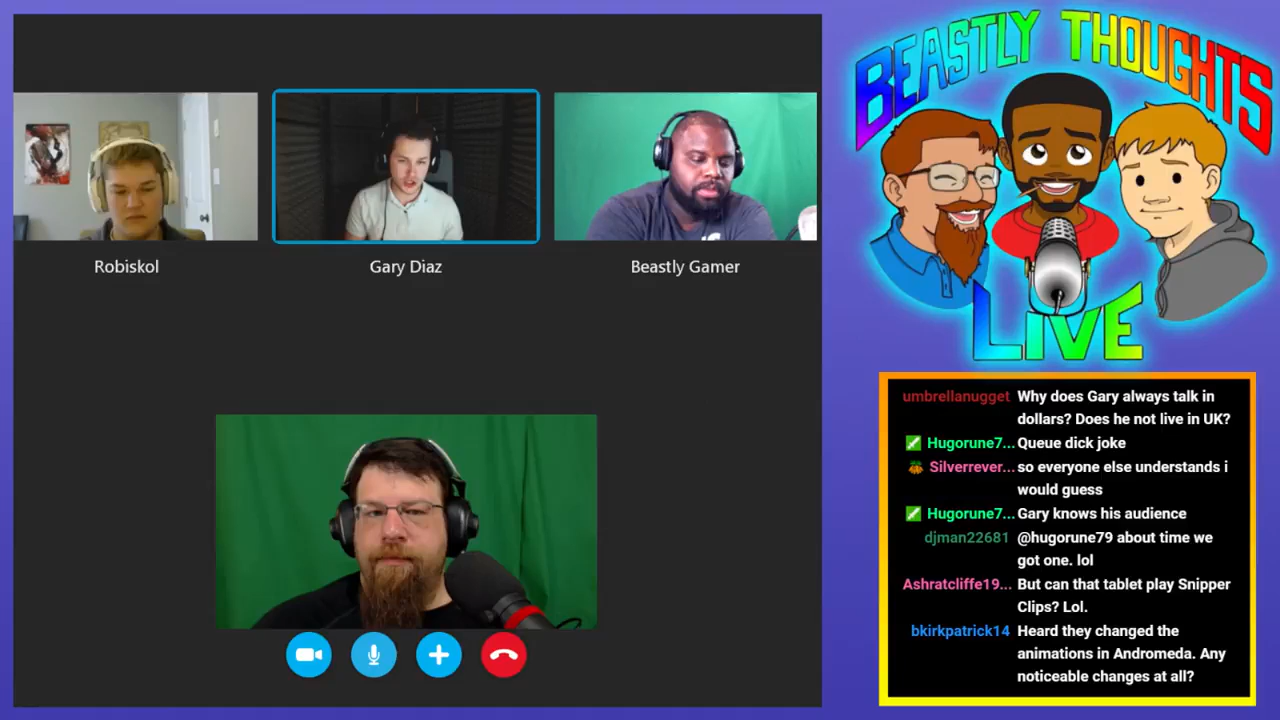 BEASTLY THOUGHTS
LIVE
Robiskol
Gary Diaz
Beastly Gamer
umbrellanugget Why does Gary always talk in
dollars? Does he not live in UK?
Hugorune7... Queue dick joke
Silverrever... so everyone else understands i
would guess
Hugorune7... Gary knows his audience
djman22681 @hugorune79 about time we
got one. lol
Ashratcliffe19... But can that tablet play Snipper
Clips? Lol.
bkirkpatrick14 Heard they changed the
animations in Andromeda. Any
noticeable changes at all?